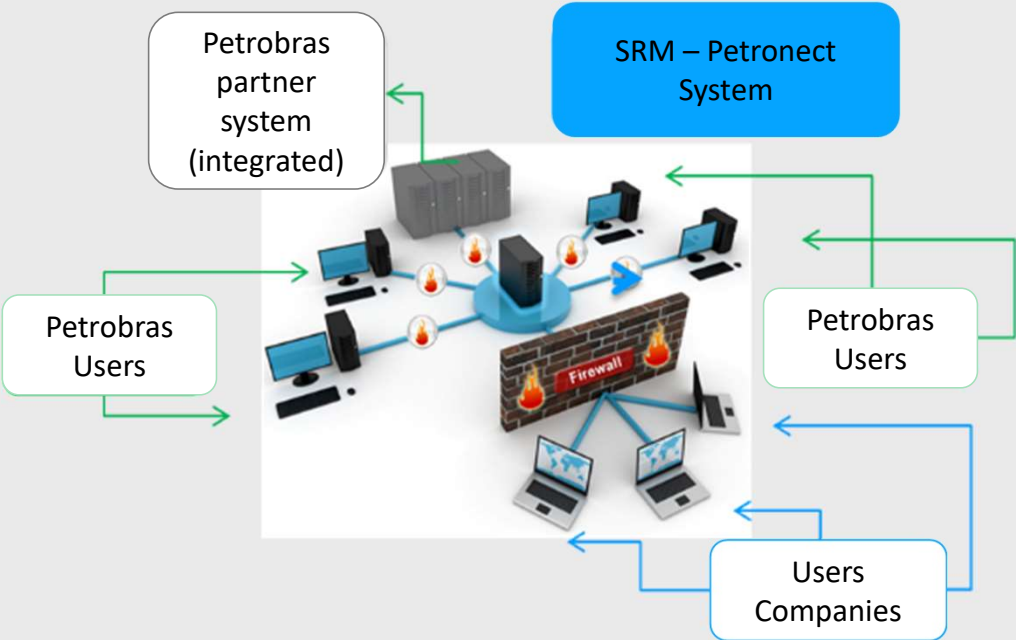 Petrobras
partner
system
(integrated)
SRM – Petronect
System
Petrobras
Users
Petrobras
Users
Firewall
Users
Companies